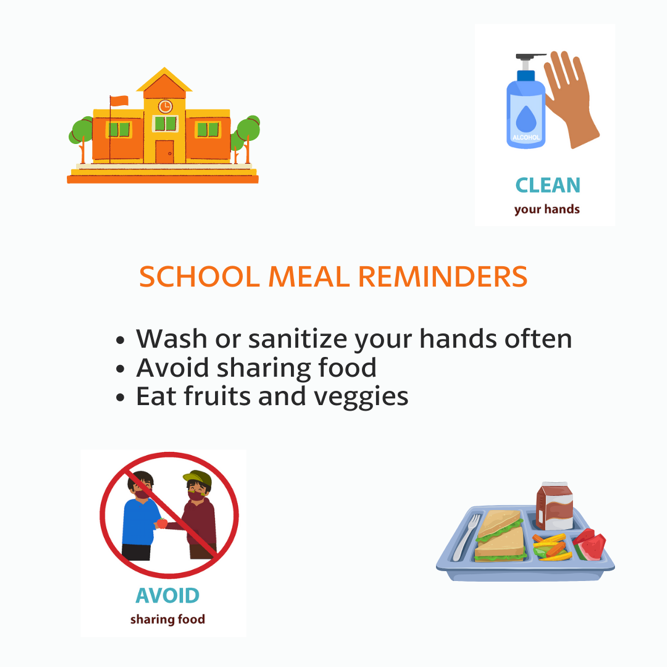 ALCOHOL
CLEAN
your hands
SCHOOL MEAL REMINDERS
• Wash or sanitize your hands often
• Avoid sharing food
• Eat fruits and veggies
AVOID
sharing food